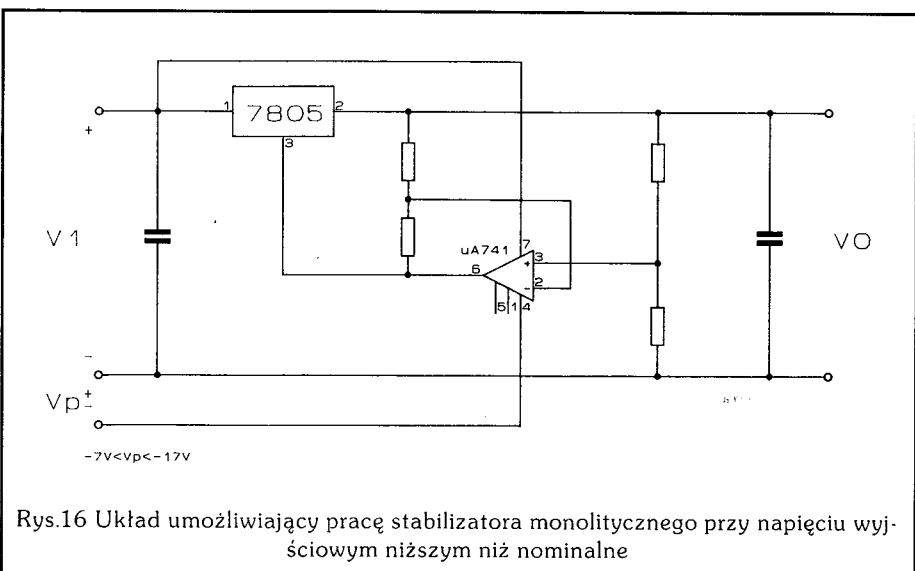 1
7805
2
+
3
V1
uA741
7
6
+
3
-
2
5
1
4
VO
-
Vp
+
-
-7V<Vp<-17V
Rys.16 Układ umożliwiający pracę stabilizatora monolitycznego przy napięciu wyj-
ściowym niższym niż nominalne